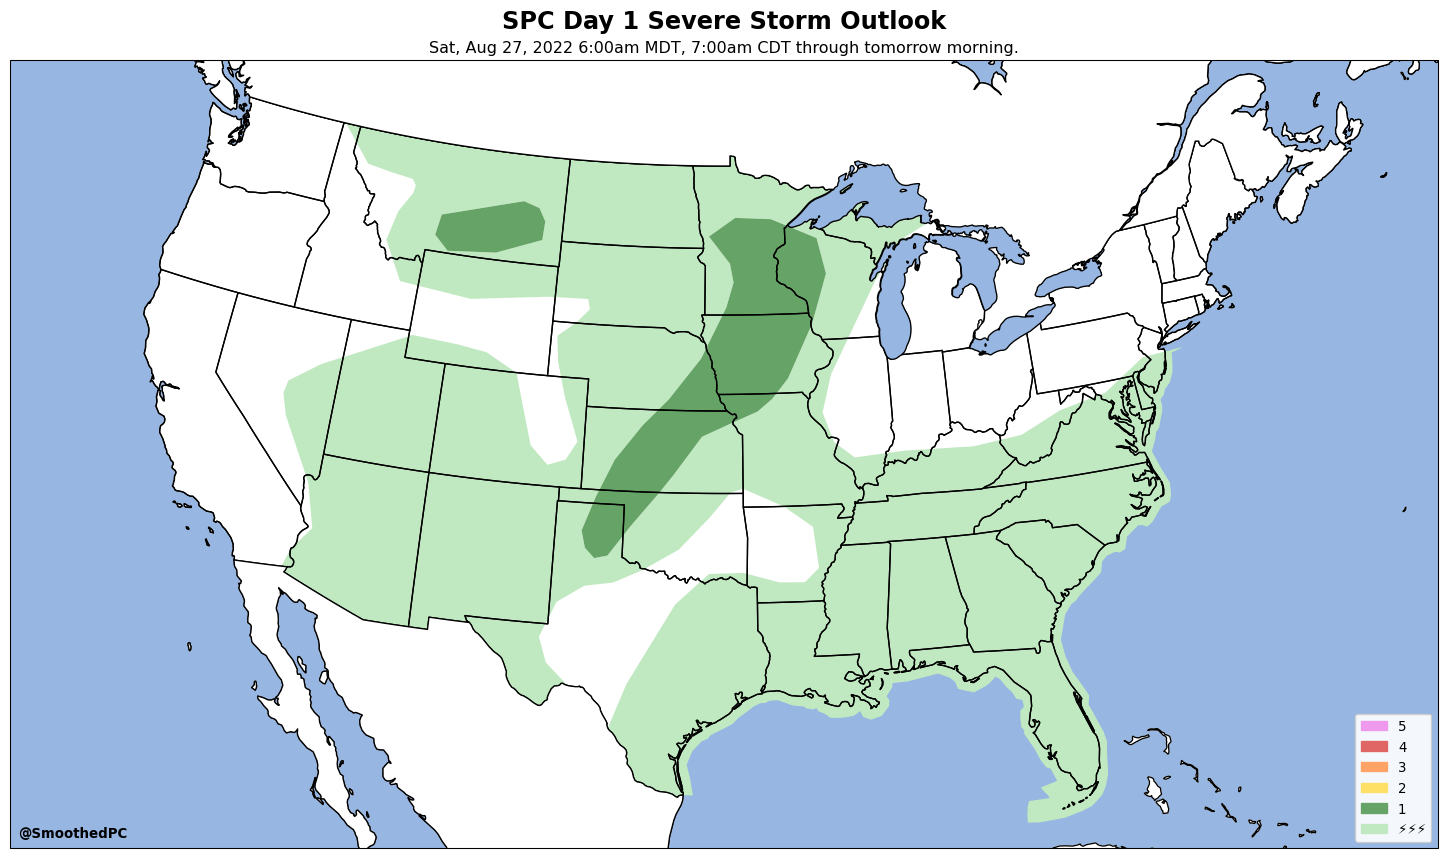 SPC Day 1 Severe Storm Outlook
Sat, Aug 27, 2022 6:00am MDT, 7:00am CDT through tomorrow morning.
5
4
3
2
1
⚡⚡⚡
@SmoothedPC